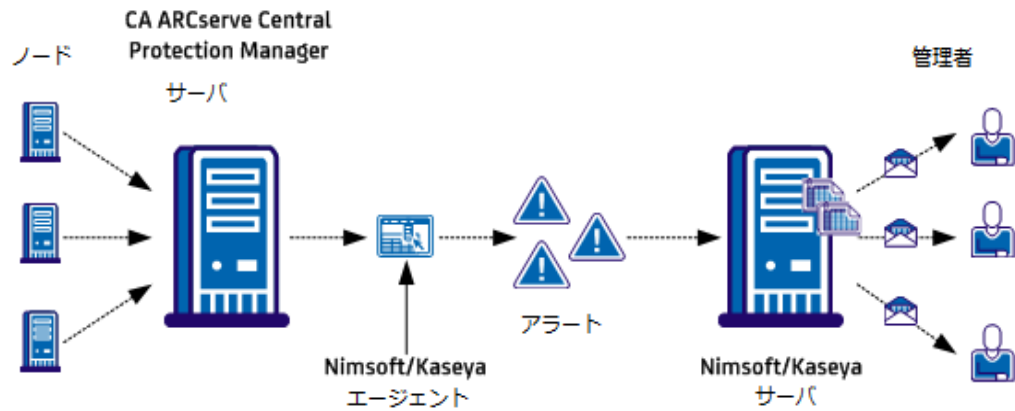 ノード
CA ARCserve Central
Protection Manager
サーバ
管理者
アラート
Nimsoft/Kaseya
エージェント
Nimsoft/Kaseya
サーバ